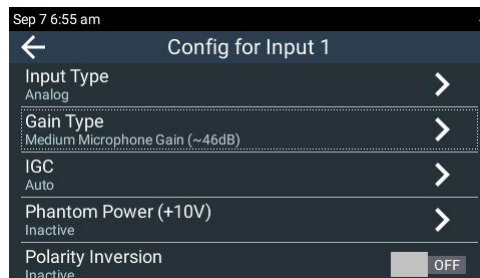 Sep 7 6:55 am
Config for Input 1
Input Type
Analog
Gain Type
Medium Microphone Gain (~46dB)
IGC
Auto
Phantom Power (+10V)
Inactive
Polarity Inversion
OFF
Inactive